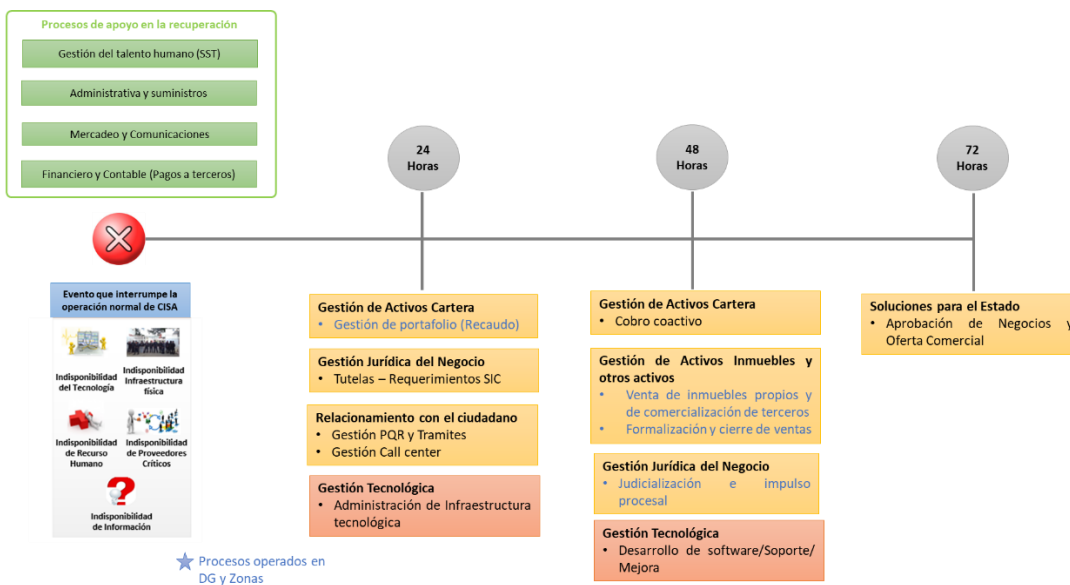 Procesos de apoyo en la recuperación
Gestión del talento humano (SST)
Administrativa y suministros
Mercadeo y Comunicaciones
Financiero y Contable (Pagos a terceros)
24
Horas
48
Horas
72
Horas
Evento que interrumpe la
operación normal de CISA
Indisponibilidad
del Tecnología
Indisponibilidad
Infraestructura
física
Indisponibilidad
de Recurso
Humano
Indisponibilidad
de Proveedores
Críticos
Indisponibilidad
de Información
Gestión de Activos Cartera
• Gestión de portafolio (Recaudo)
Gestión Jurídica del Negocio
• Tutelas – Requerimientos SIC
Relacionamiento con el ciudadano
• Gestión PQR y Tramites
• Gestión Call center
Gestión Tecnológica
• Administración de Infraestructura
tecnológica
Gestión de Activos Cartera
• Cobro coactivo
Gestión de Activos Inmuebles y
otros activos
• Venta de inmuebles propios y
de comercialización de terceros
• Formalización y cierre de ventas
Gestión Jurídica del Negocio
• Judicialización e impulso
procesal
Gestión Tecnológica
• Desarrollo de software/Soporte/
Mejora
Soluciones para el Estado
• Aprobación de Negocios y
Oferta Comercial
Procesos operados en
DG y Zonas